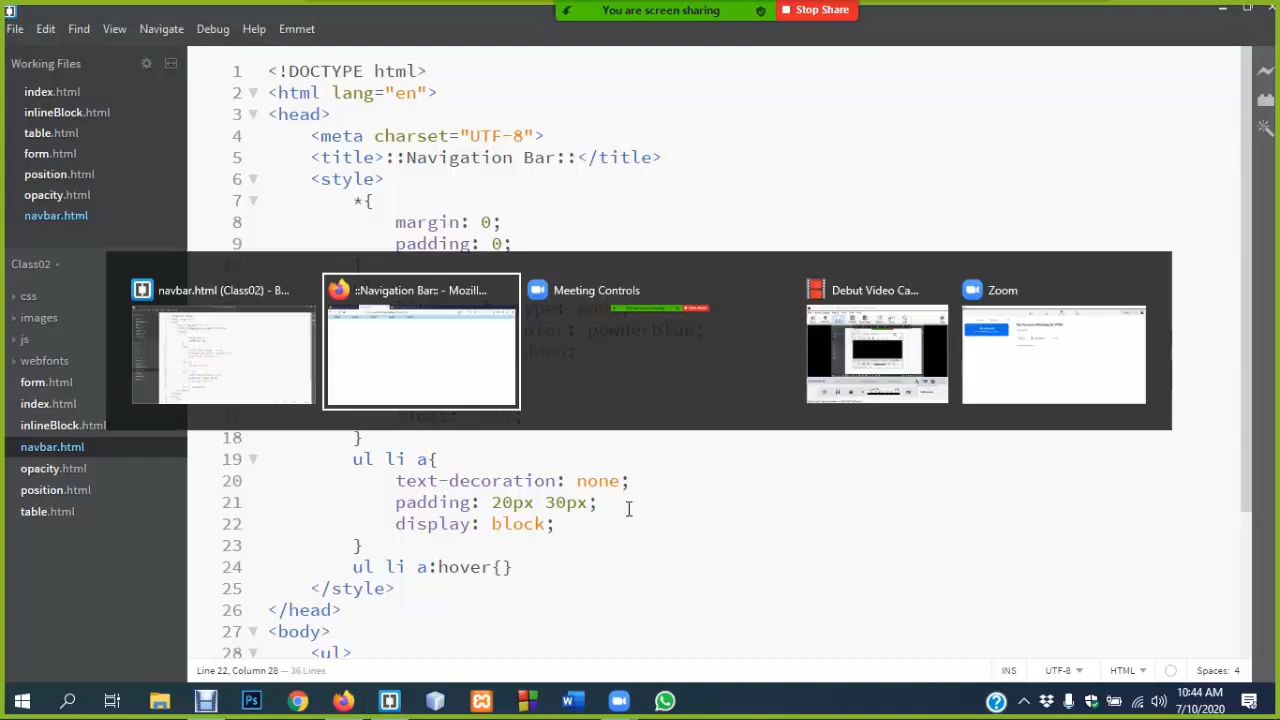 You are screen sharing
Stop Share
File Edit Find View Navigate Debug Help Emmet
Working Files
index.html
inlineBlock.html
table.html
form.html
position.html
opacity.html
navbar.html
Class02
css
images
js
webfonts
form.html
index.html
inlineBlock.html
navbar.html
opacity.html
position.html
table.html
1 <!DOCTYPE html>
2 <html lang="en">
3 <head>
4 <meta charset="UTF-8">
5 <title>::Navigation Bar::</title>
6 <style>
7 *{
8 margin: 0;
9 padding: 0;
navbar.html (Class02) - B...
::Navigation Bar:: - Mozill...
Meeting Controls
Debut Video Ca...
Zoom
powderblue;
18 }
19 ul li a{
20 text-decoration: none;
21 padding: 20px 30px;
22 display: block;
23 }
24 ul li a:hover{}
25 </style>
26 </head>
27 <body>
28 <ul>
Line 22, Column 28 — 36 Lines
INS UTF-8 HTML Spaces: 4
10:44 AM
7/10/2020